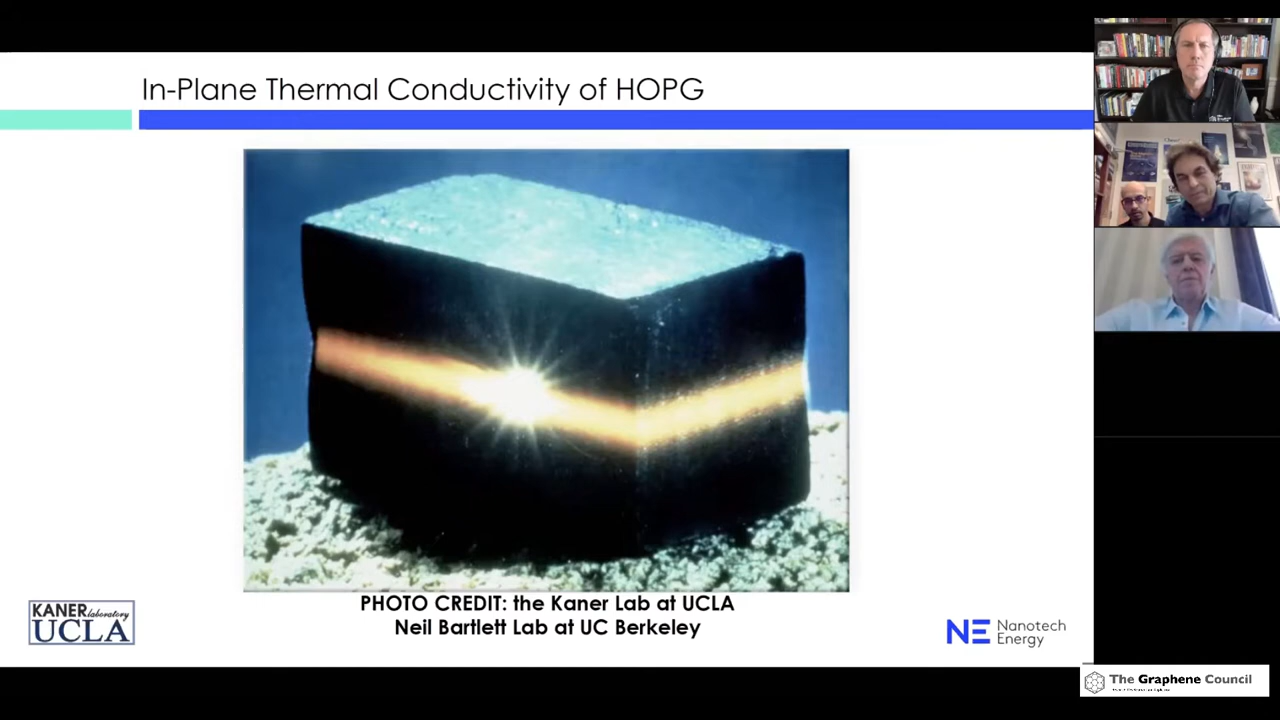 In-Plane Thermal Conductivity of HOPG
PHOTO CREDIT: the Kaner Lab at UCLA
Neil Bartlett Lab at UC Berkeley
KANER laboratory
UCLA
NE Nanotech
Energy
The Graphene Council